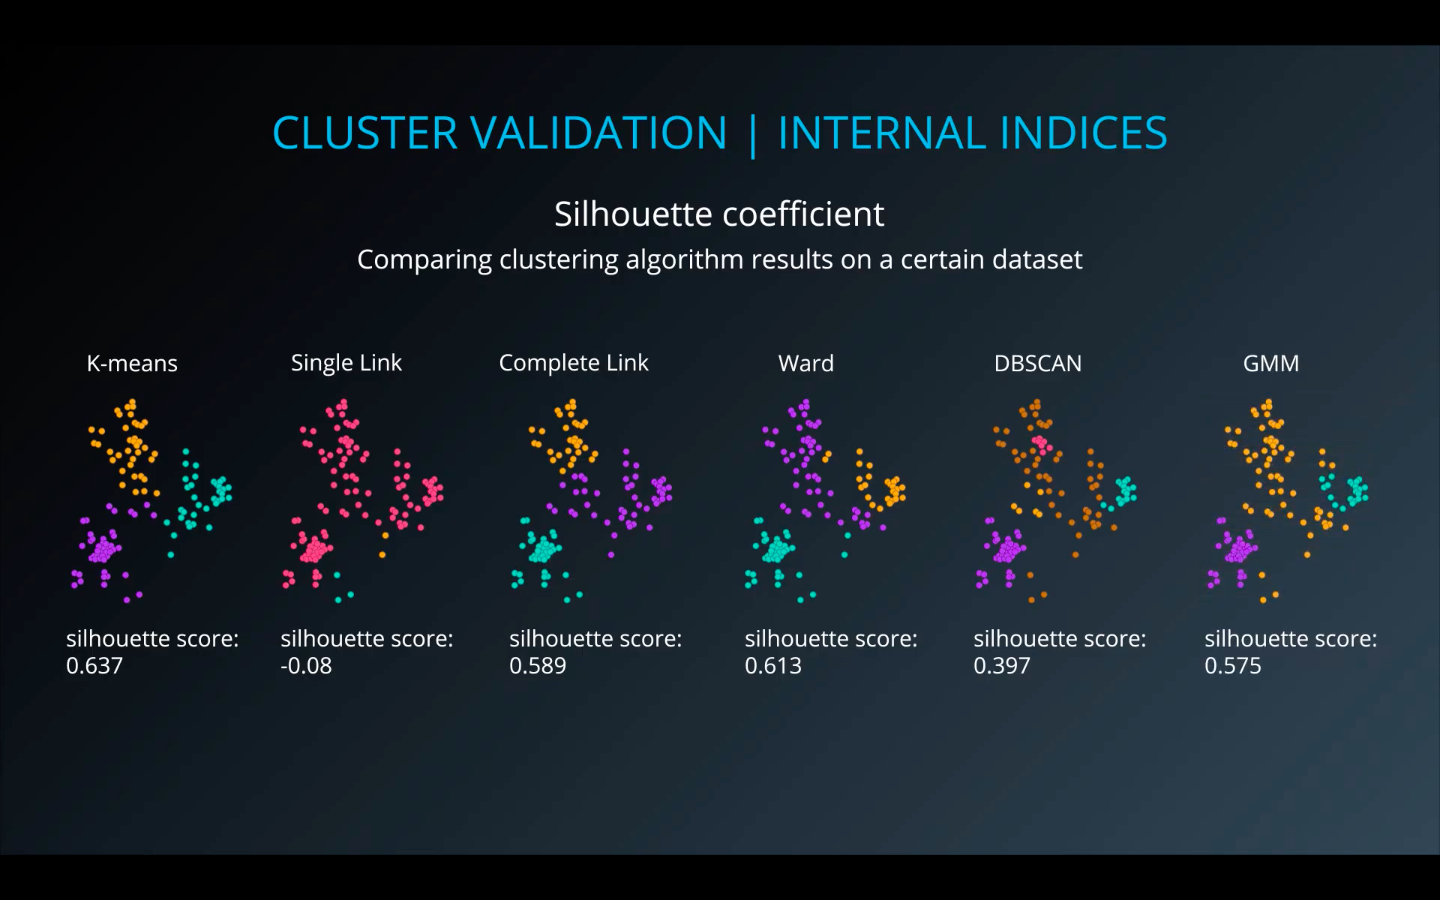 CLUSTER VALIDATION | INTERNAL INDICES
Silhouette coefficient
Comparing clustering algorithm results on a certain dataset
K-means
Single Link
Complete Link
Ward
DBSCAN
GMM
silhouette score:
0.637
silhouette score:
-0.08
silhouette score:
0.589
silhouette score:
0.613
silhouette score:
0.397
silhouette score:
0.575